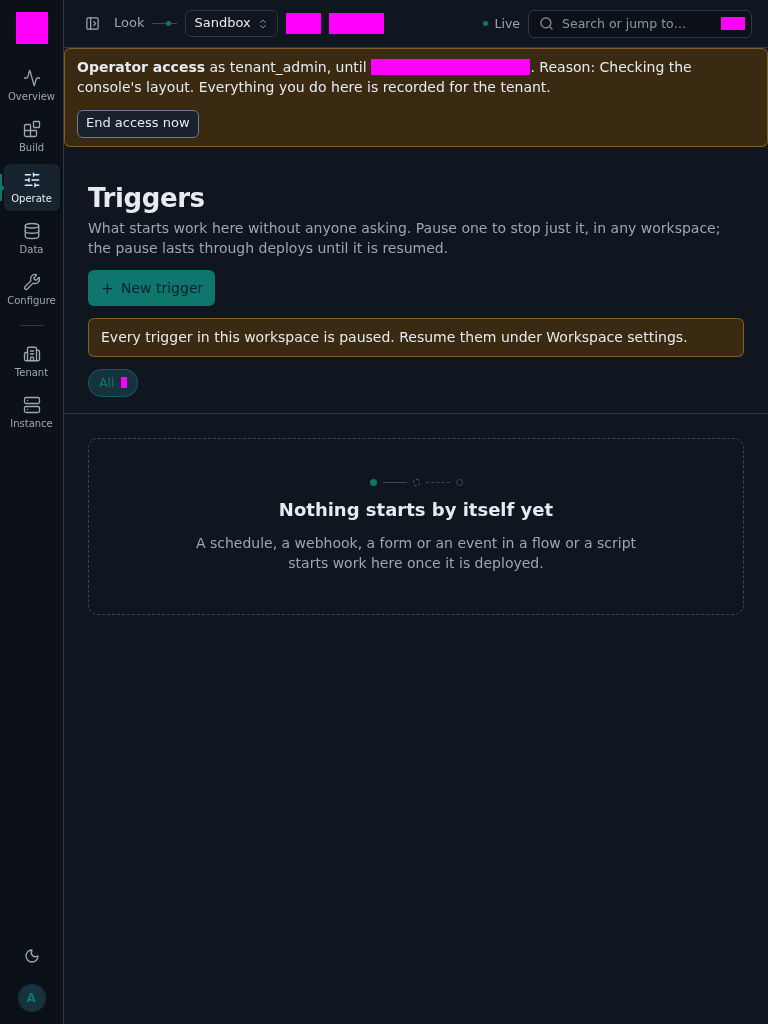 Look
Sandbox
Live
Search or jump to…
Overview
Build
Operate
Data
Configure
Tenant
Instance
A
Operator access as tenant_admin, until . Reason: Checking the
console's layout. Everything you do here is recorded for the tenant.
End access now
Triggers
What starts work here without anyone asking. Pause one to stop just it, in any workspace;
the pause lasts through deploys until it is resumed.
+ New trigger
Every trigger in this workspace is paused. Resume them under Workspace settings.
All
Nothing starts by itself yet
A schedule, a webhook, a form or an event in a flow or a script
starts work here once it is deployed.